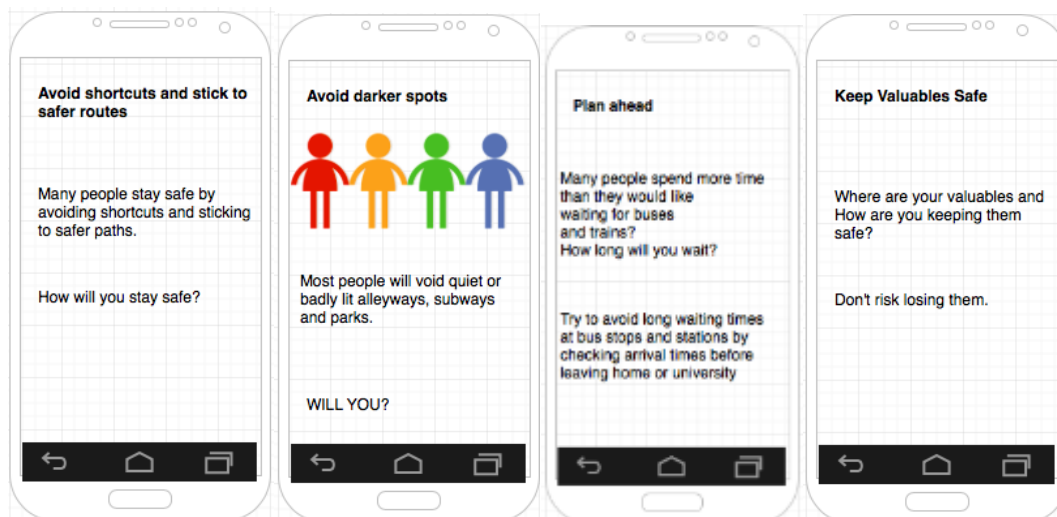 Avoid shortcuts and stick to
safer routes
Many people stay safe by
avoiding shortcuts and sticking
to safer paths.
How will you stay safe?
Avoid darker spots
Most people will void quiet or
badly lit alleyways, subways
and parks.
WILL YOU?
Plan ahead
Many people spend more time
than they would like
waiting for buses
and trains?
How long will you wait?
Try to avoid long waiting times
at bus stops and stations by
checking arrival times before
leaving home or university
Keep Valuables Safe
Where are your valuables and
How are you keeping them
safe?
Don't risk losing them.